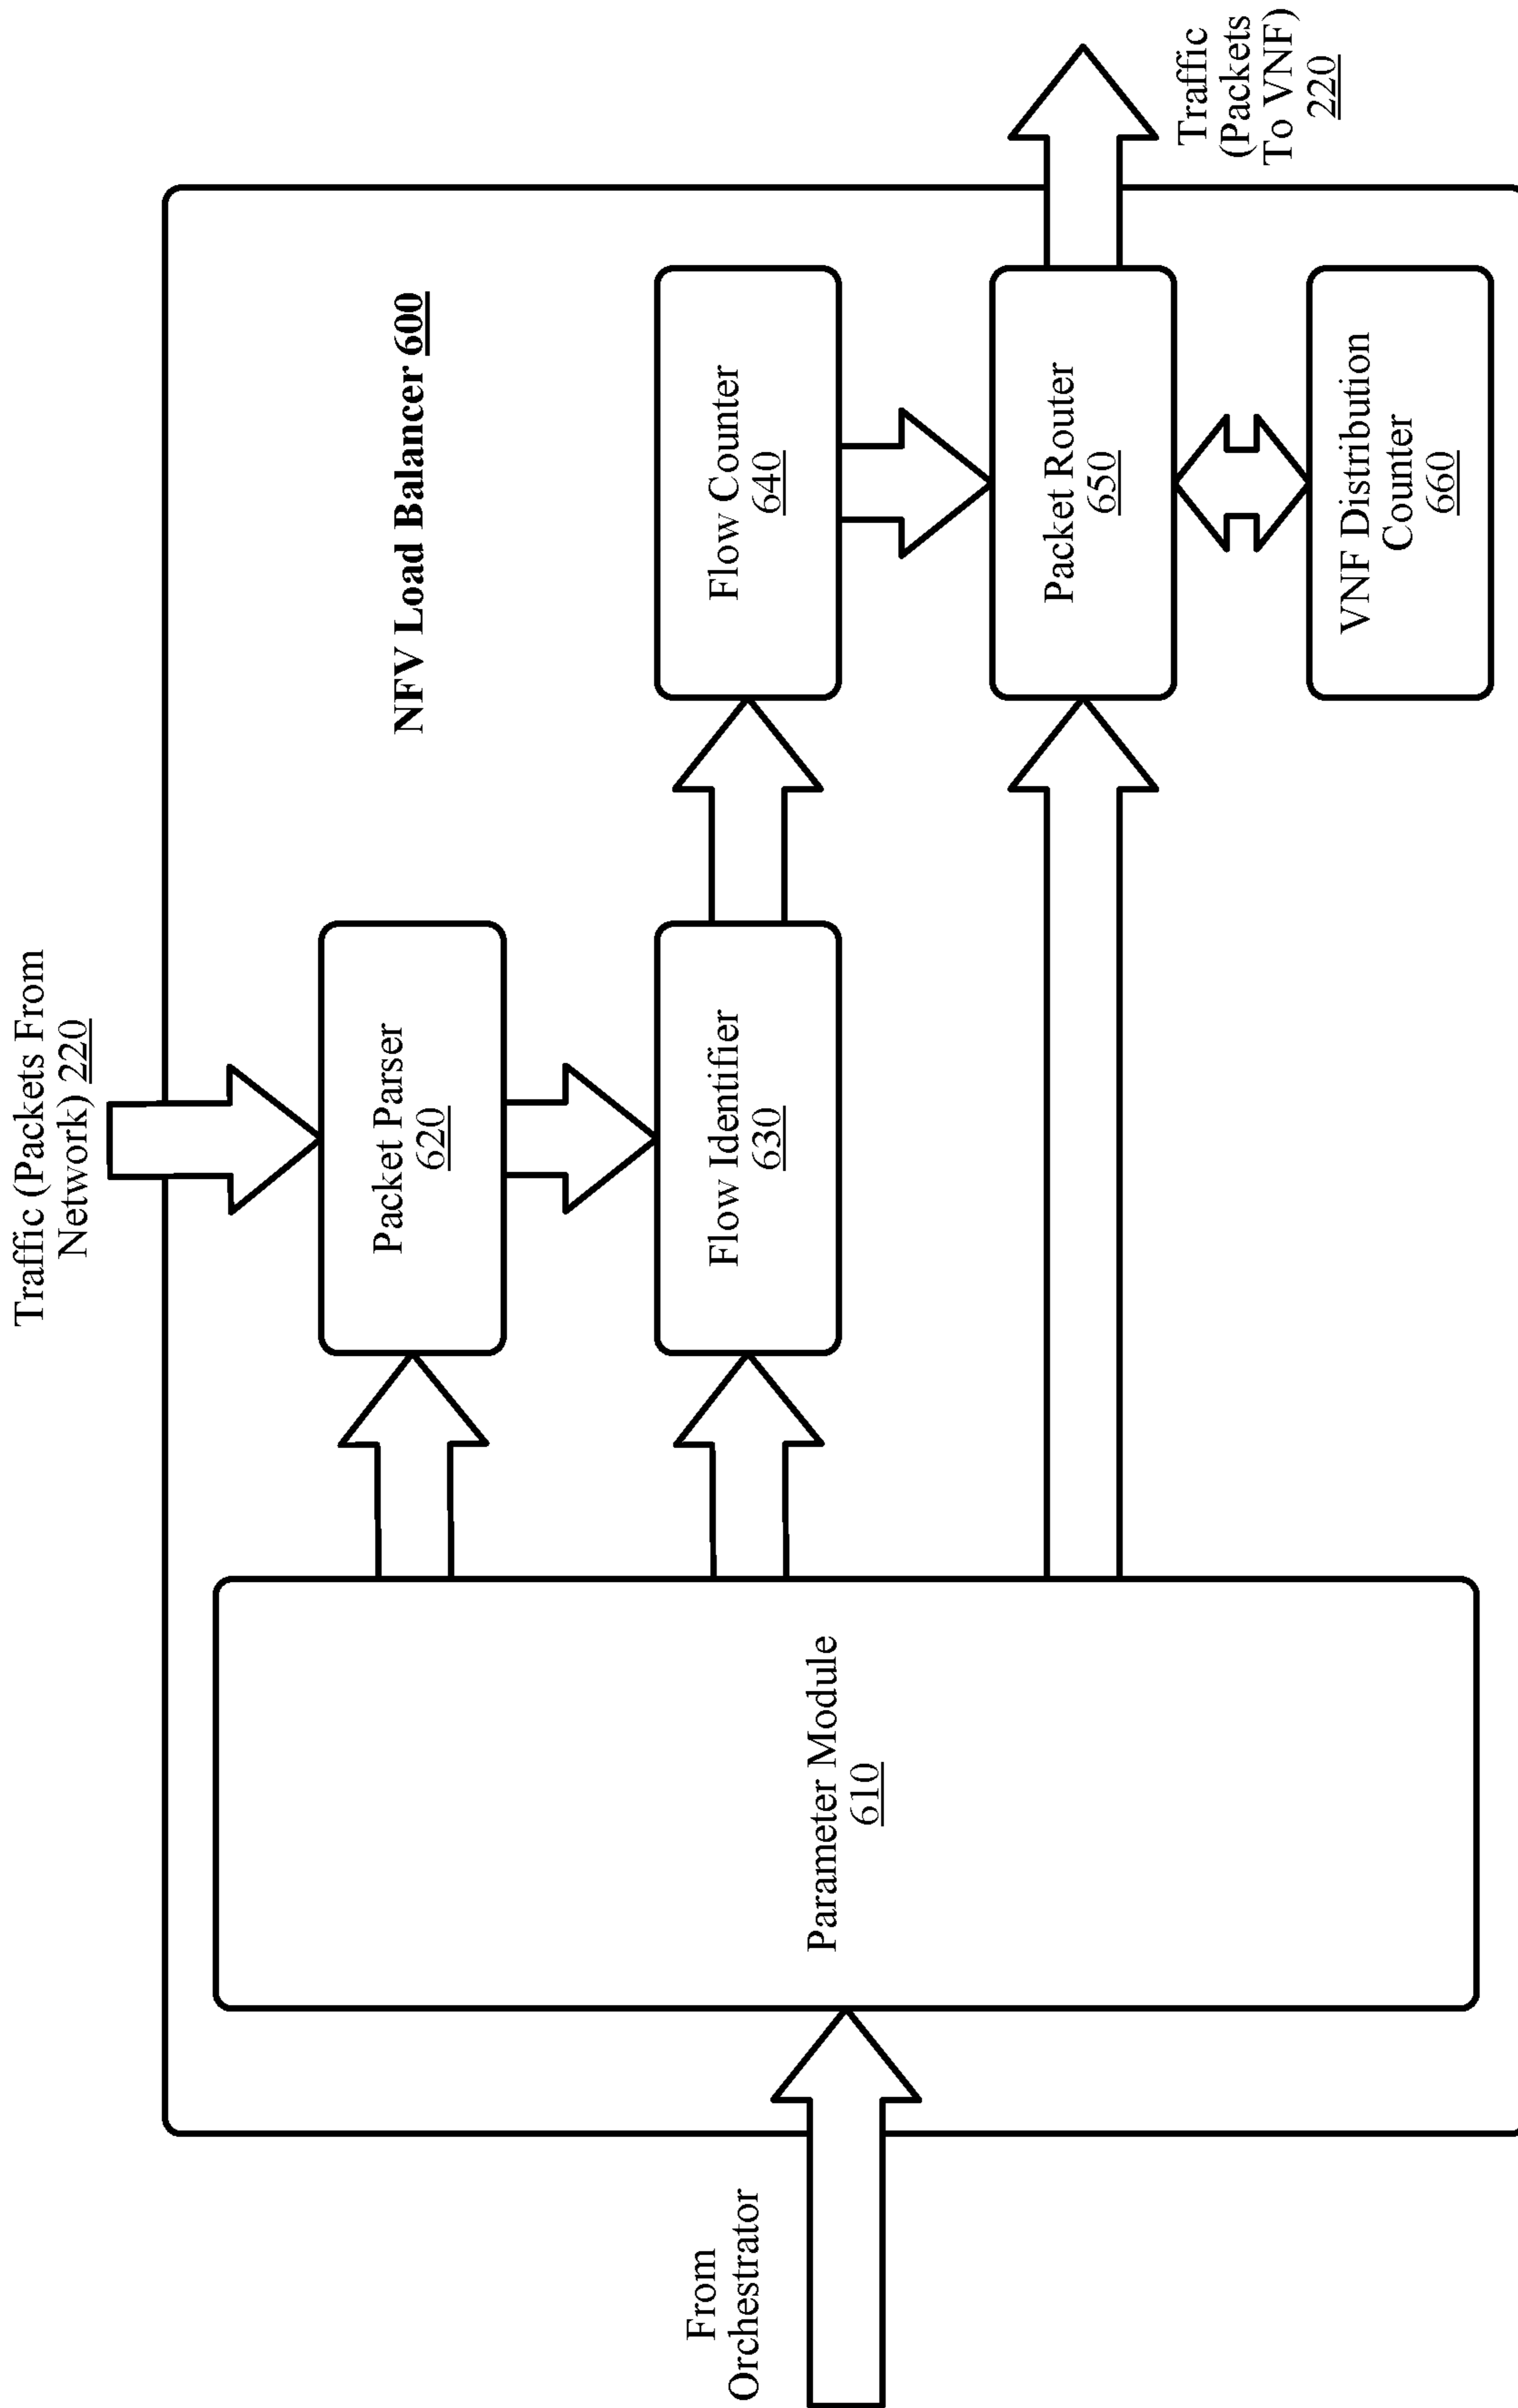 Traffic (Packets From
Network) 220
NFV Load Balancer 600
Packet Parser
620
From
Orchestrator
Parameter Module
610
Flow Identifier
630
Flow Counter
640
Packet Router
650
Traffic
(Packets
To VNF)
220
VNF Distribution
Counter
660